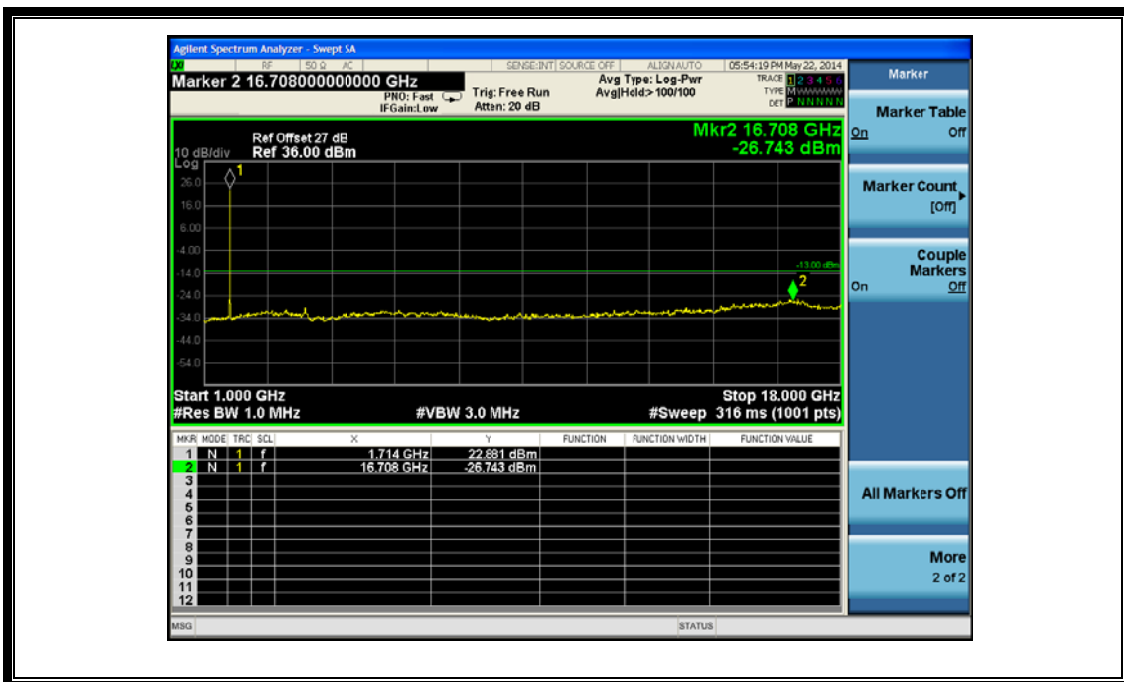 Agilent Spectrum Analyzer - Swept SA
RF 50 Ω AC SENSE:INT SOURCE OFF ALIGN AUTO 05:54:19 PM May 22, 2014
Marker 2 16.708000000000 GHz
PNO: Fast
IFGain:Low
Trig: Free Run
Atten: 20 dB
Avg Type: Log-Pwr
Avg|Hold:> 100/100
TRACE 1 2 3 4 5 6
TYPE M
DET P N N N N N
Mkr2 16.708 GHz
-26.743 dBm
Ref Offset 27 dB
10 dB/div Ref 36.00 dBm
Log
26.0
16.0
6.00
-4.00
-14.0
-24.0
-34.0
-44.0
-54.0
1
-13.00 dBm
2
Start 1.000 GHz Stop 18.000 GHz
#Res BW 1.0 MHz #VBW 3.0 MHz #Sweep 316 ms (1001 pts)
MKR MODE TRC SCL X Y FUNCTION FUNCTION WIDTH FUNCTION VALUE
1 N 1 f 1.714 GHz 22.881 dBm
2 N 1 f 16.708 GHz -26.743 dBm
3
4
5
6
7
8
9
10
11
12
MSG STATUS
Marker
Marker Table
On Off
Marker Count
[Off]
Couple
Markers
On Off
All Markers Off
More
2 of 2